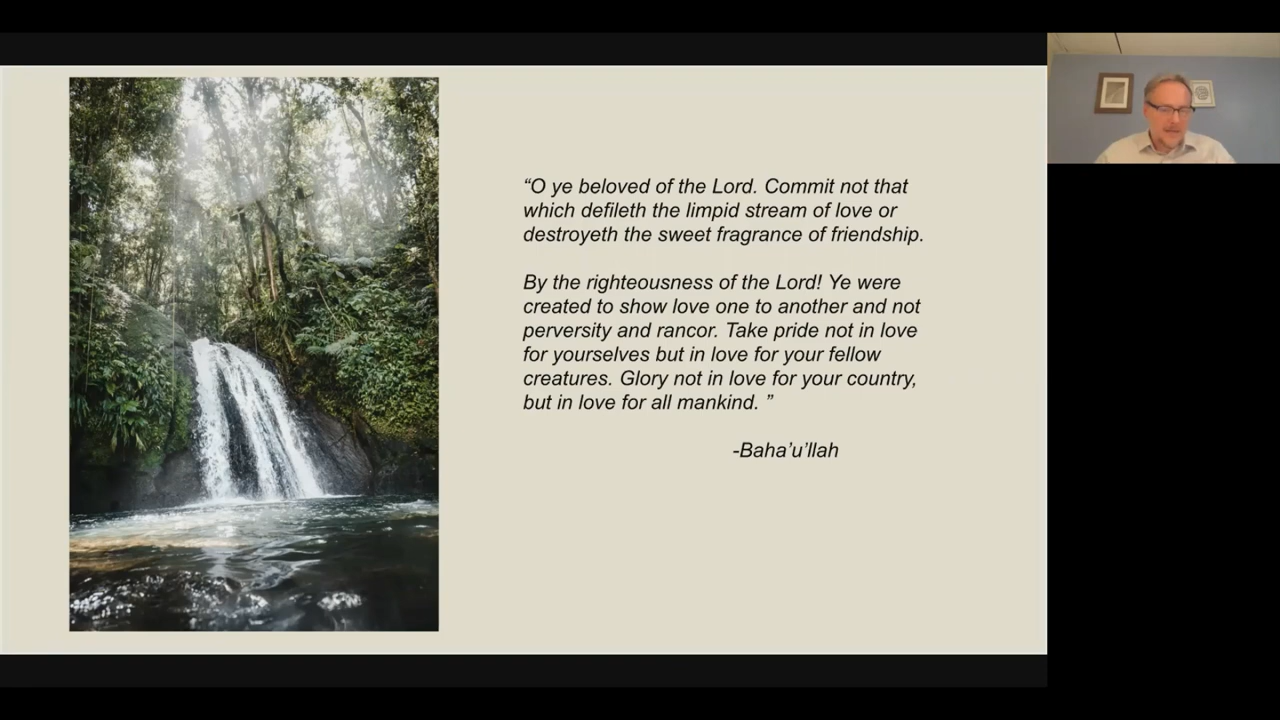 “O ye beloved of the Lord. Commit not that
which defileth the limpid stream of love or
destroyeth the sweet fragrance of friendship.
By the righteousness of the Lord! Ye were
created to show love one to another and not
perversity and rancor. Take pride not in love
for yourselves but in love for your fellow
creatures. Glory not in love for your country,
but in love for all mankind. ”
-Baha’u’llah